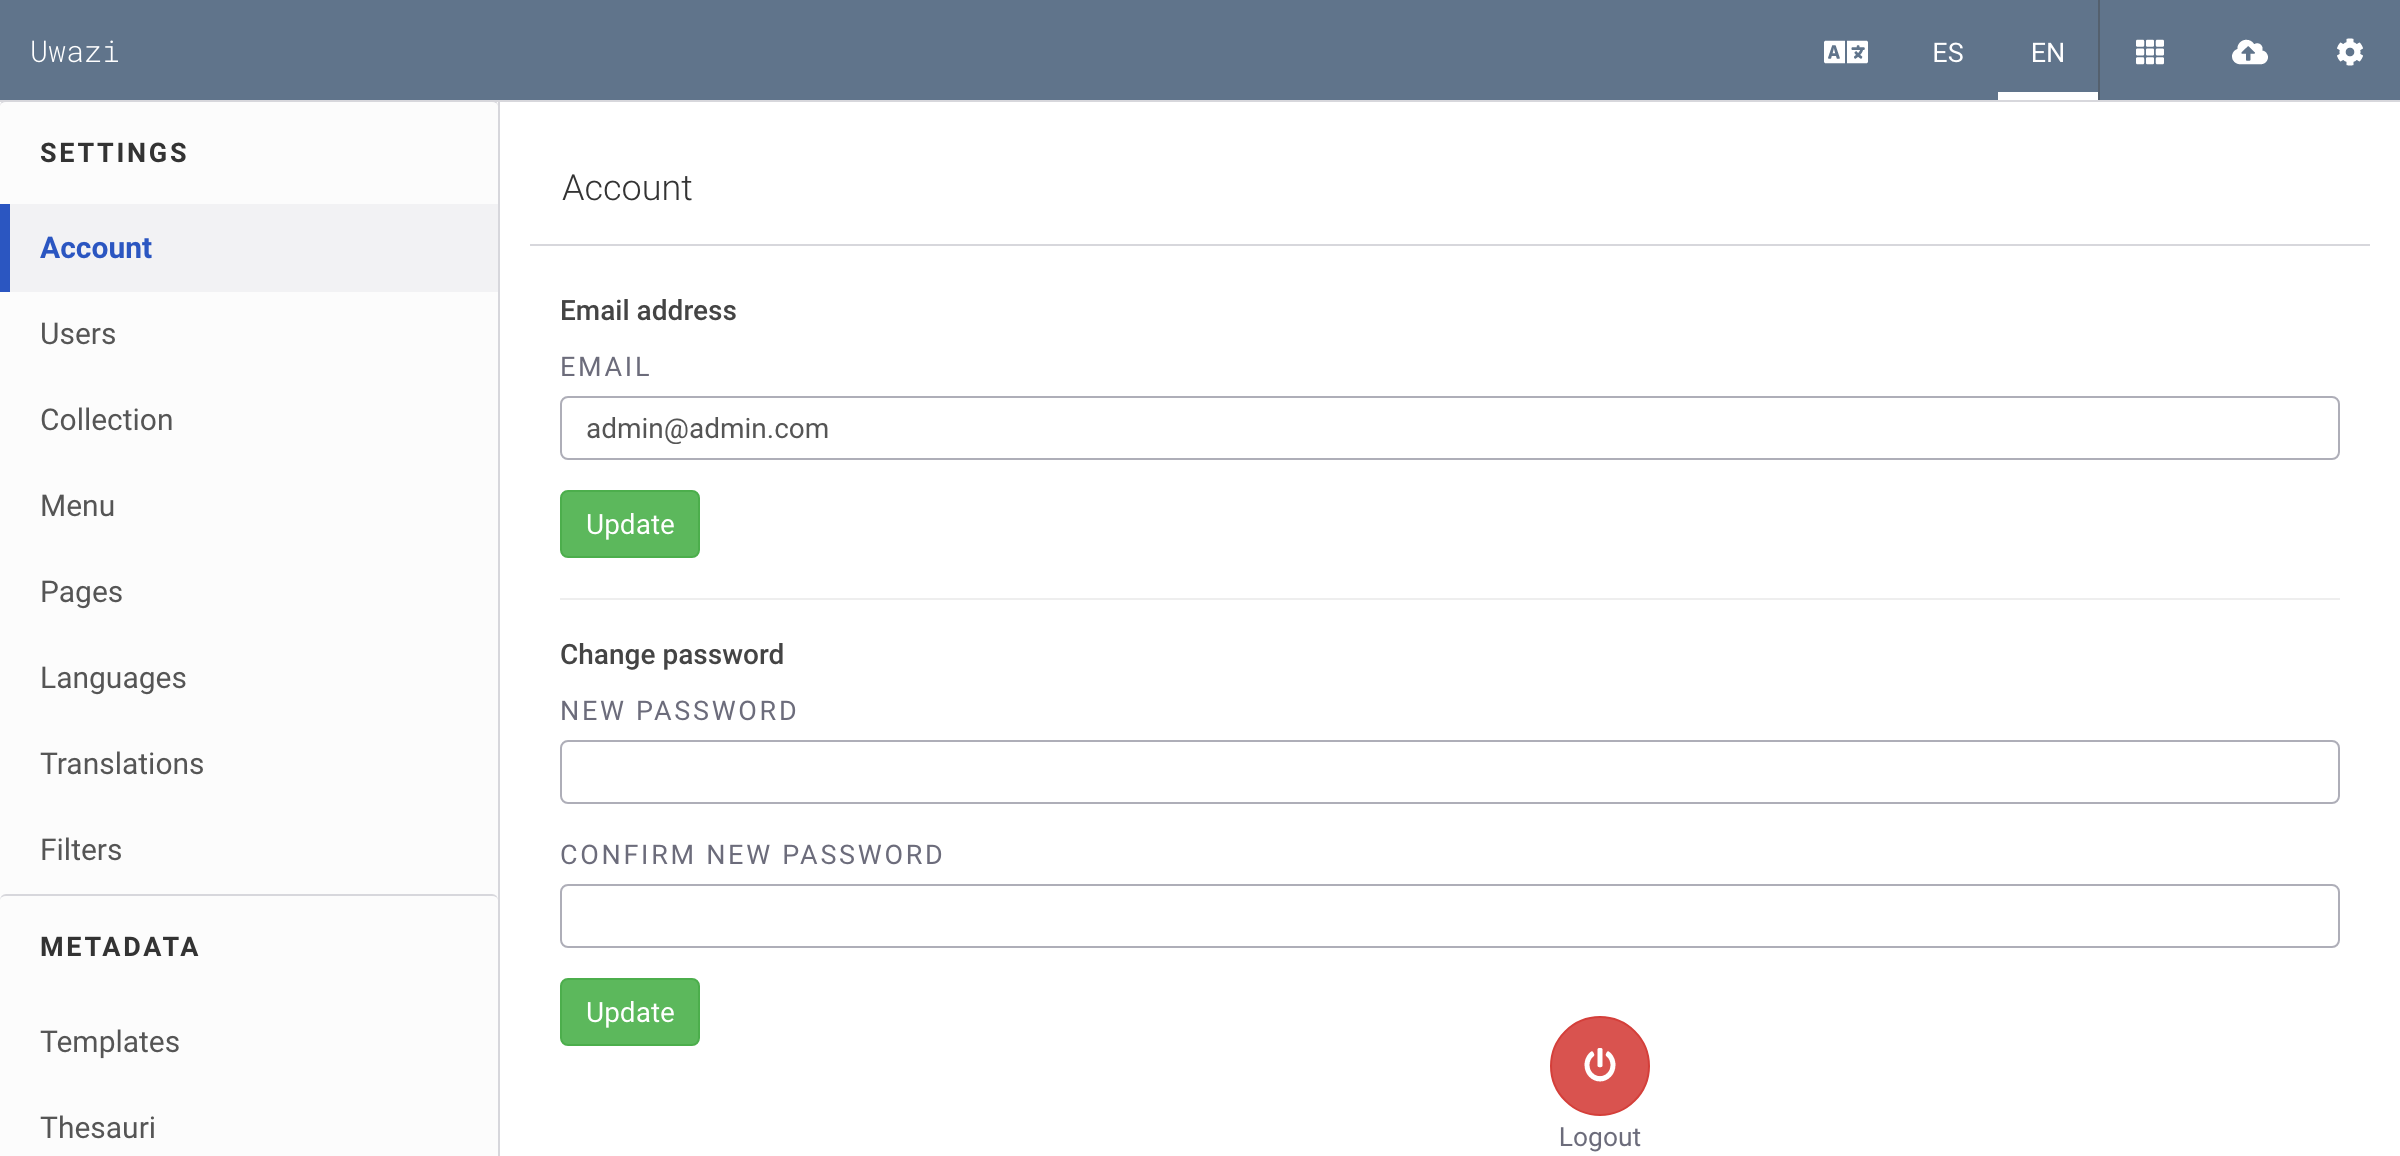 Uwazi
A
ES
EN
SETTINGS
Account
Users
Collection
Menu
Pages
Languages
Translations
Filters
METADATA
Templates
Thesauri
Account
Email address
EMAIL
admin@admin.com
Update
Change password
NEW PASSWORD
CONFIRM NEW PASSWORD
Update
Logout